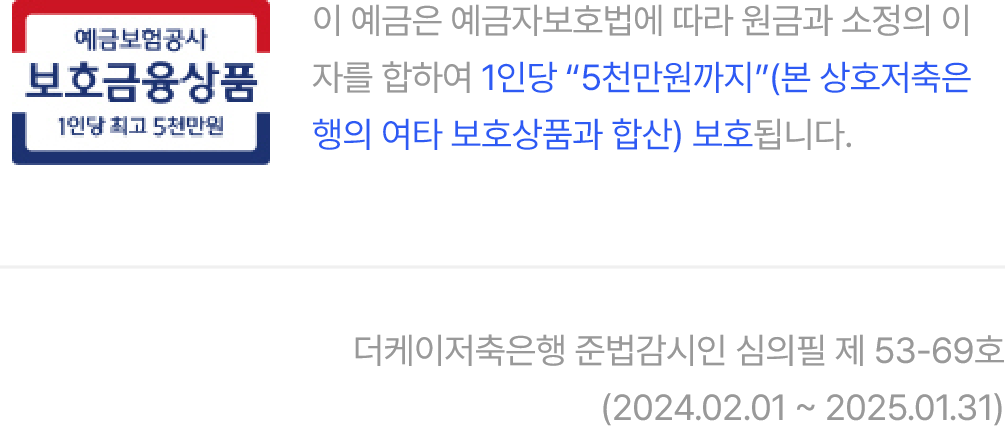 예금보험공사
보호금융상품
1인당 최고 5천만원
이 예금은 예금자보호법에 따라 원금과 소정의 이
자를 합하여 1인당 “5천만원까지”(본 상호저축은
행의 여타 보호상품과 합산) 보호됩니다.
더케이저축은행 준법감시인 심의필 제 53-69호
(2024.02.01 ~ 2025.01.31)